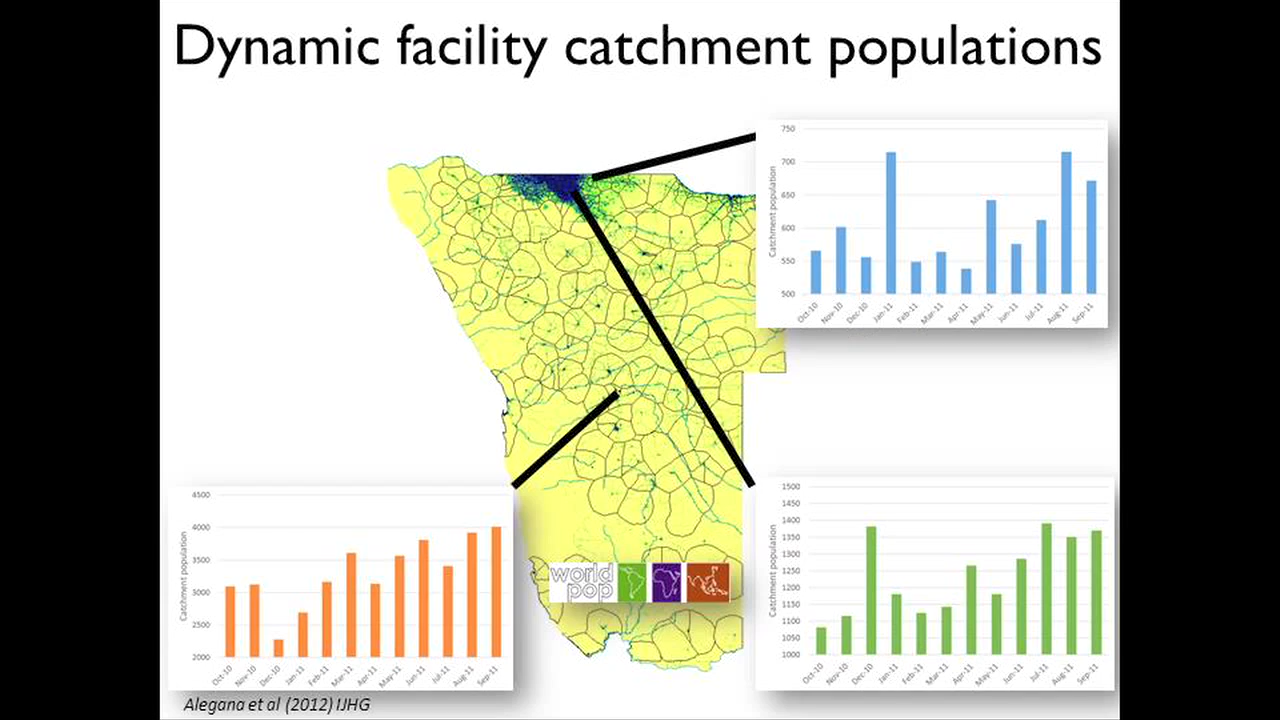 Dynamic facility catchment populations
750
700
650
600
550
500
Catchment population
Oct-10 Nov-10 Dec-10 Jan-11 Feb-11 Mar-11 Apr-11 May-11 Jun-11 Jul-11 Aug-11 Sep-11
4500
4000
3500
3000
2500
2000
Catchment population
Oct-10 Nov-10 Dec-10 Jan-11 Feb-11 Mar-11 Apr-11 May-11 Jun-11 Jul-11 Aug-11 Sep-11
world
pop
1500
1450
1400
1350
1300
1250
1200
1150
1100
1050
1000
Catchment population
Oct-10 Nov-10 Dec-10 Jan-11 Feb-11 Mar-11 Apr-11 May-11 Jun-11 Jul-11 Aug-11 Sep-11
Alegana et al (2012) IJHG